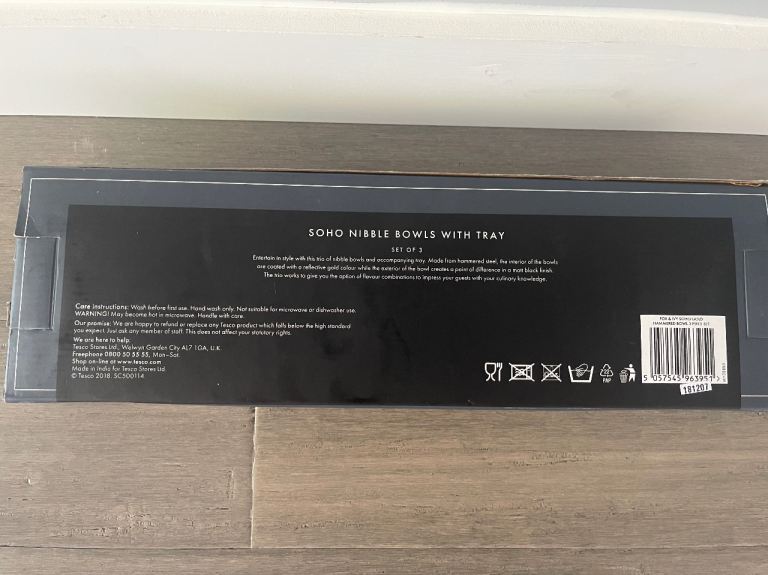 SOHO NIBBLE BOWLS WITH TRAY
SET OF 3
Entertain in style with this trio of nibble bowls and accompanying tray. Made from hammered steel, the interior of the bowls
are coated with a reflective gold colour while the exterior of the bowl creates a point of difference in a matt black finish.
The trio works to give you the option of flavour combinations to impress your guests with your culinary knowledge.
Care instructions: Wash before first use. Hand wash only. Not suitable for microwave or dishwasher use.
WARNING! May become hot in microwave. Handle with care.
Our promise: We are happy to refund or replace any Tesco product which falls below the high standard
you expect. Just ask any member of staff. This does not affect your statutory rights.
We are here to help:
Tesco Stores Ltd., Welwyn Garden City AL7 1GA, U.K.
Freephone 0800 50 55 55, Mon–Sat.
Shop on-line at www.tesco.com
Made in India for Tesco Stores Ltd.
© Tesco 2018. SC500114
PAP
FOX & IVY SOHO GOLD
HAMMERED BOWL 3 PIECE SET
5 057545 963951 >
181207